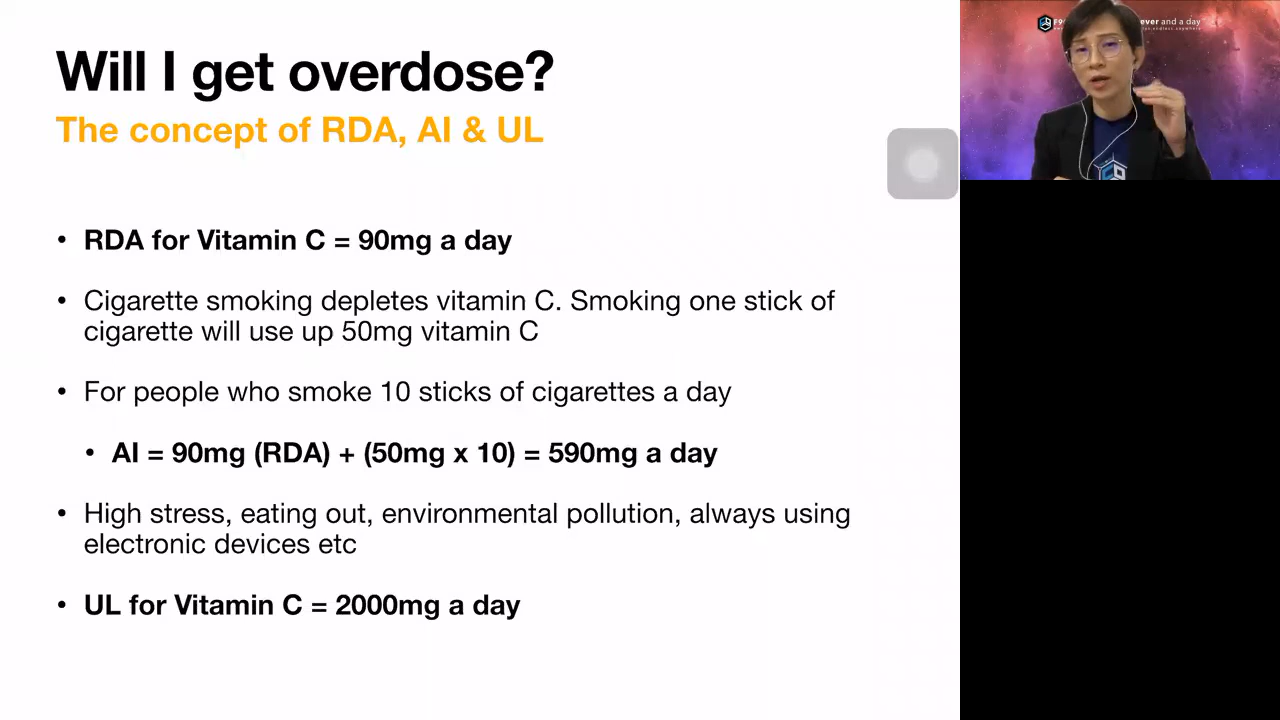 Will I get overdose?
The concept of RDA, AI & UL
• RDA for Vitamin C = 90mg a day
• Cigarette smoking depletes vitamin C. Smoking one stick of
cigarette will use up 50mg vitamin C
• For people who smoke 10 sticks of cigarettes a day
• AI = 90mg (RDA) + (50mg x 10) = 590mg a day
• High stress, eating out, environmental pollution, always using
electronic devices etc
• UL for Vitamin C = 2000mg a day
ever and a day